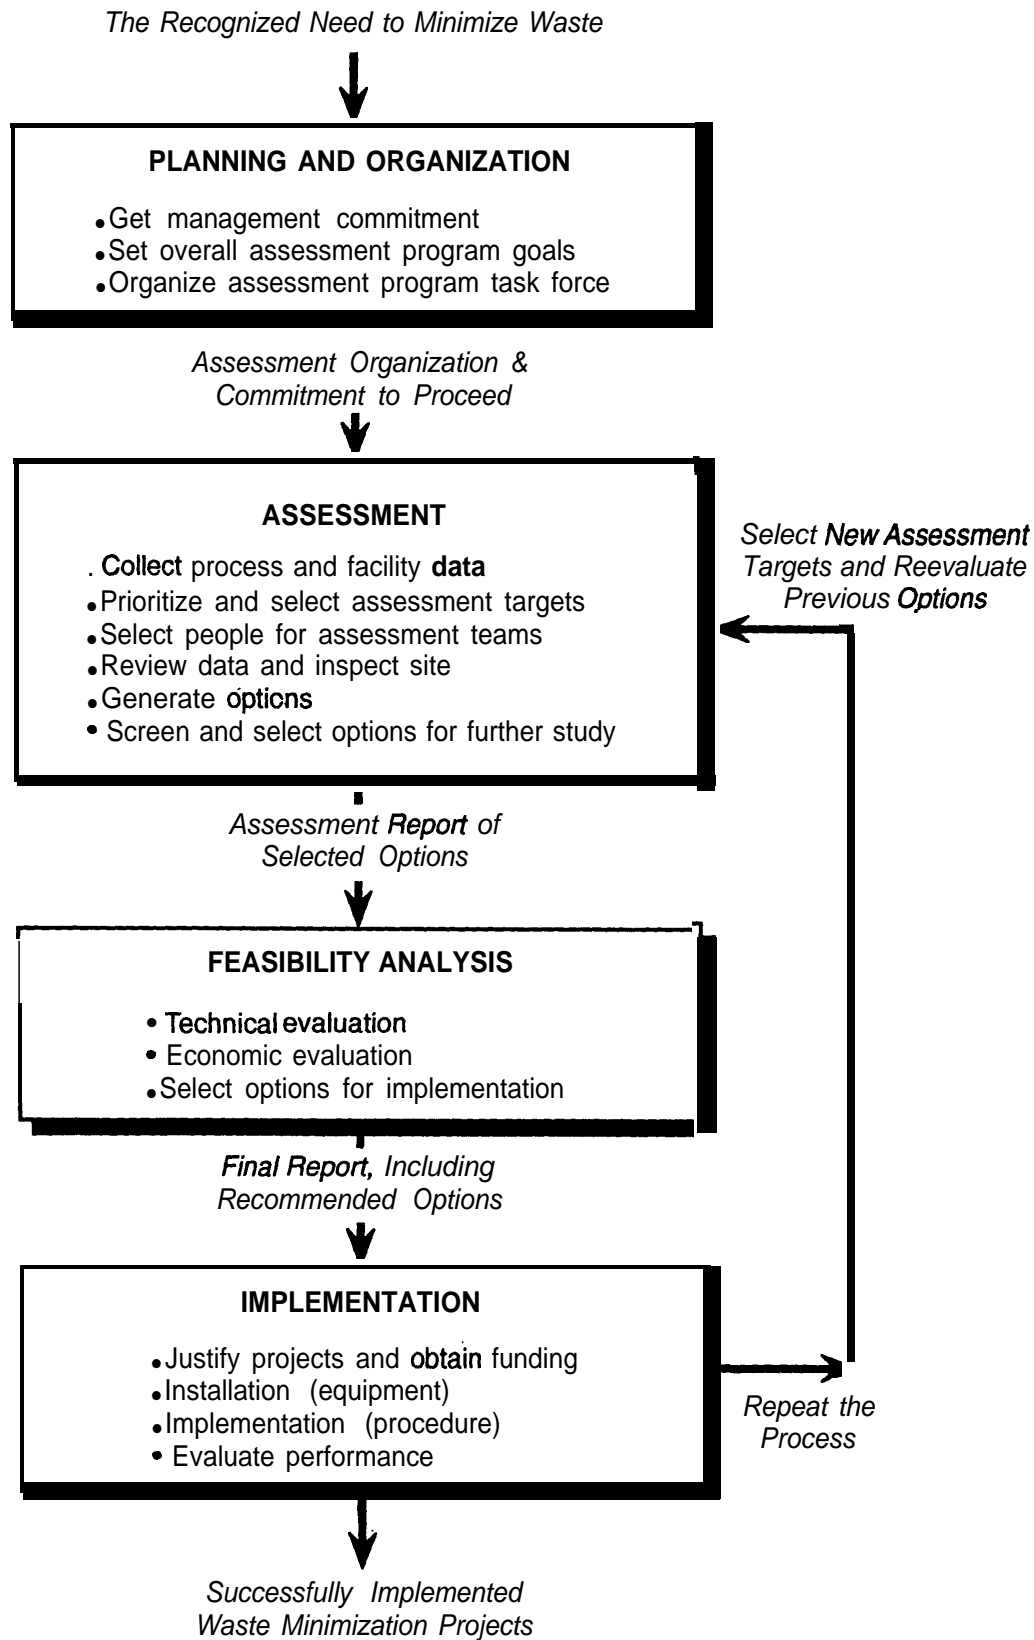 The Recognized Need to Minimize Waste
PLANNING AND ORGANIZATION
•Get management commitment
•Set overall assessment program goals
•Organize assessment program task force
Assessment Organization &
Commitment to Proceed
ASSESSMENT
. Collect process and facility data
•Prioritize and select assessment targets
•Select people for assessment teams
•Review data and inspect site
•Generate options
• Screen and select options for further study
Select New Assessment
Targets and Reevaluate
Previous Options
Assessment Report of
Selected Options
FEASIBILITY ANALYSIS
• Technical evaluation
• Economic evaluation
•Select options for implementation
Final Report, Including
Recommended Options
IMPLEMENTATION
•Justify projects and obtain funding
•Installation (equipment)
•Implementation (procedure)
• Evaluate performance
Repeat the
Process
Successfully Implemented
Waste Minimization Projects